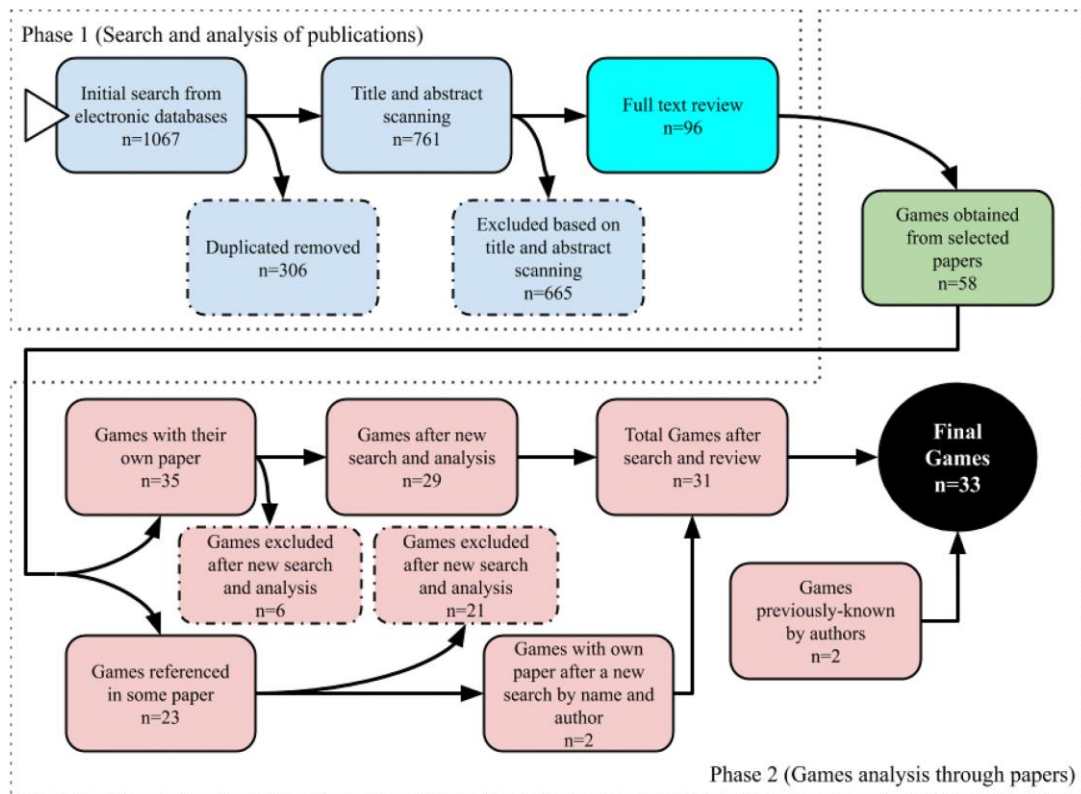 Phase 1 (Search and analysis of publications)
Initial search from
electronic databases
n=1067
Title and abstract
scanning
n=761
Full text review
n=96
Duplicated removed
n=306
Excluded based on
title and abstract
scanning
n=665
Games obtained
from selected
papers
n=58
Games with their
own paper
n=35
Games after new
search and analysis
n=29
Total Games after
search and review
n=31
Final
Games
n=33
Games excluded
after new search
and analysis
n=6
Games excluded
after new search
and analysis
n=21
Games
previously-known
by authors
n=2
Games referenced
in some paper
n=23
Games with own
paper after a new
search by name and
author
n=2
Phase 2 (Games analysis through papers)